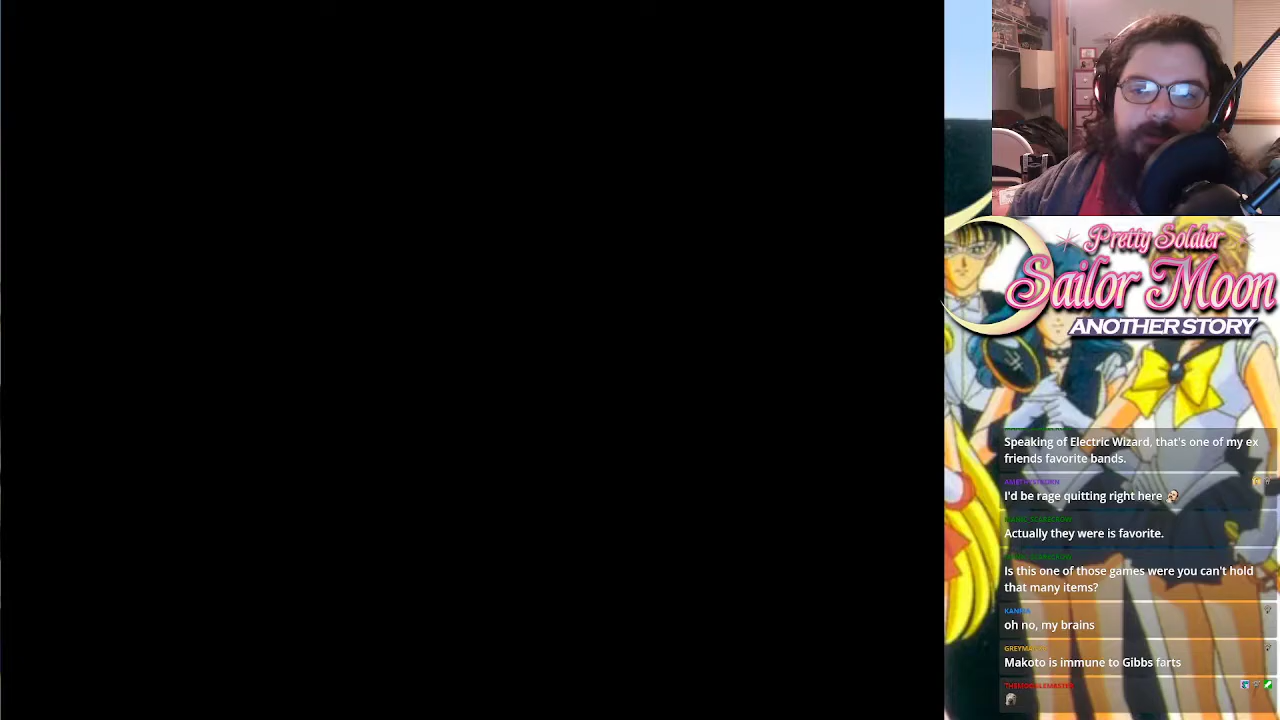 Pretty Soldier
Sailor Moon
ANOTHER STORY
Speaking of Electric Wizard, that's one of my ex
friends favorite bands.
I'd be rage quitting right here
Actually they were is favorite.
Is this one of those games were you can't hold
that many items?
oh no, my brains
Makoto is immune to Gibbs farts